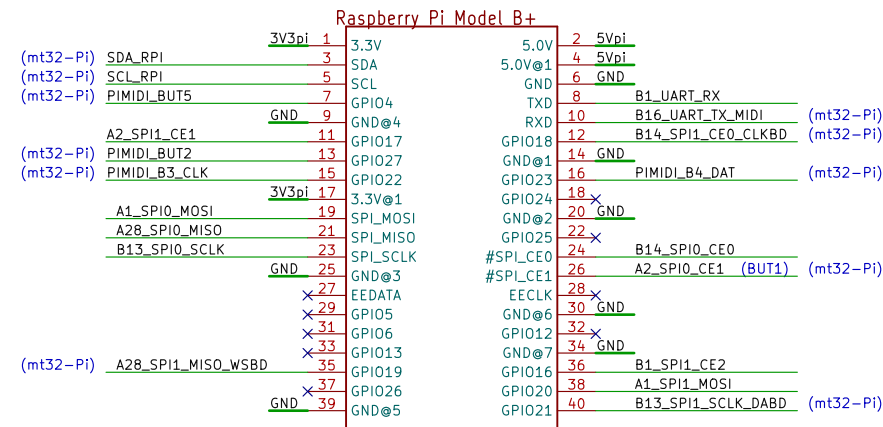 Raspberry Pi Model B+
3V3pi 1 3.3V 5.0V 2 5Vpi
(mt32-Pi) SDA_RPI 3 SDA 5.0V@1 4 5Vpi
(mt32-Pi) SCL_RPI 5 SCL GND 6 GND
(mt32-Pi) PIMIDI_BUT5 7 GPIO4 TXD 8 B1_UART_RX
GND 9 GND@4 RXD 10 B16_UART_TX_MIDI (mt32-Pi)
A2_SPI1_CE1 11 GPIO17 GPIO18 12 B14_SPI1_CE0_CLKBD (mt32-Pi)
(mt32-Pi) PIMIDI_BUT2 13 GPIO27 GND@1 14 GND
(mt32-Pi) PIMIDI_B3_CLK 15 GPIO22 GPIO23 16 PIMIDI_B4_DAT (mt32-Pi)
3V3pi 17 3.3V@1 GPIO24 18
A1_SPI0_MOSI 19 SPI_MOSI GND@2 20 GND
A28_SPI0_MISO 21 SPI_MISO GPIO25 22
B13_SPI0_SCLK 23 SPI_SCLK #SPI_CE0 24 B14_SPI0_CE0
GND 25 GND@3 #SPI_CE1 26 A2_SPI0_CE1 (BUT1) (mt32-Pi)
27 EEDATA EECLK 28
29 GPIO5 GND@6 30 GND
31 GPIO6 GPIO12 32
33 GPIO13 GND@7 34 GND
(mt32-Pi) A28_SPI1_MISO_WSBD 35 GPIO19 GPIO16 36 B1_SPI1_CE2
37 GPIO26 GPIO20 38 A1_SPI1_MOSI
GND 39 GND@5 GPIO21 40 B13_SPI1_SCLK_DABD (mt32-Pi)